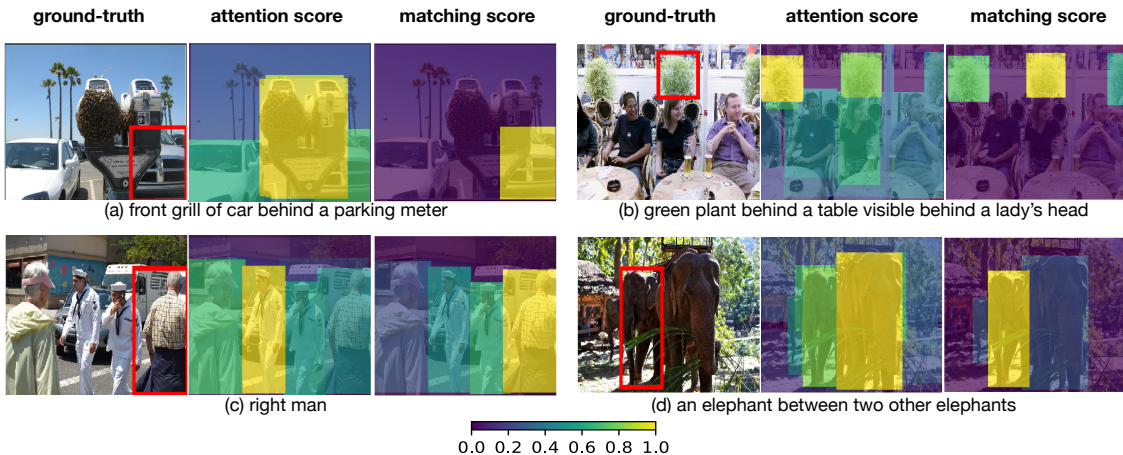 ground-truth attention score matching score ground-truth attention score matching score
(a) front grill of car behind a parking meter
(b) green plant behind a table visible behind a lady's head
(c) right man
(d) an elephant between two other elephants
0.0 0.2 0.4 0.6 0.8 1.0